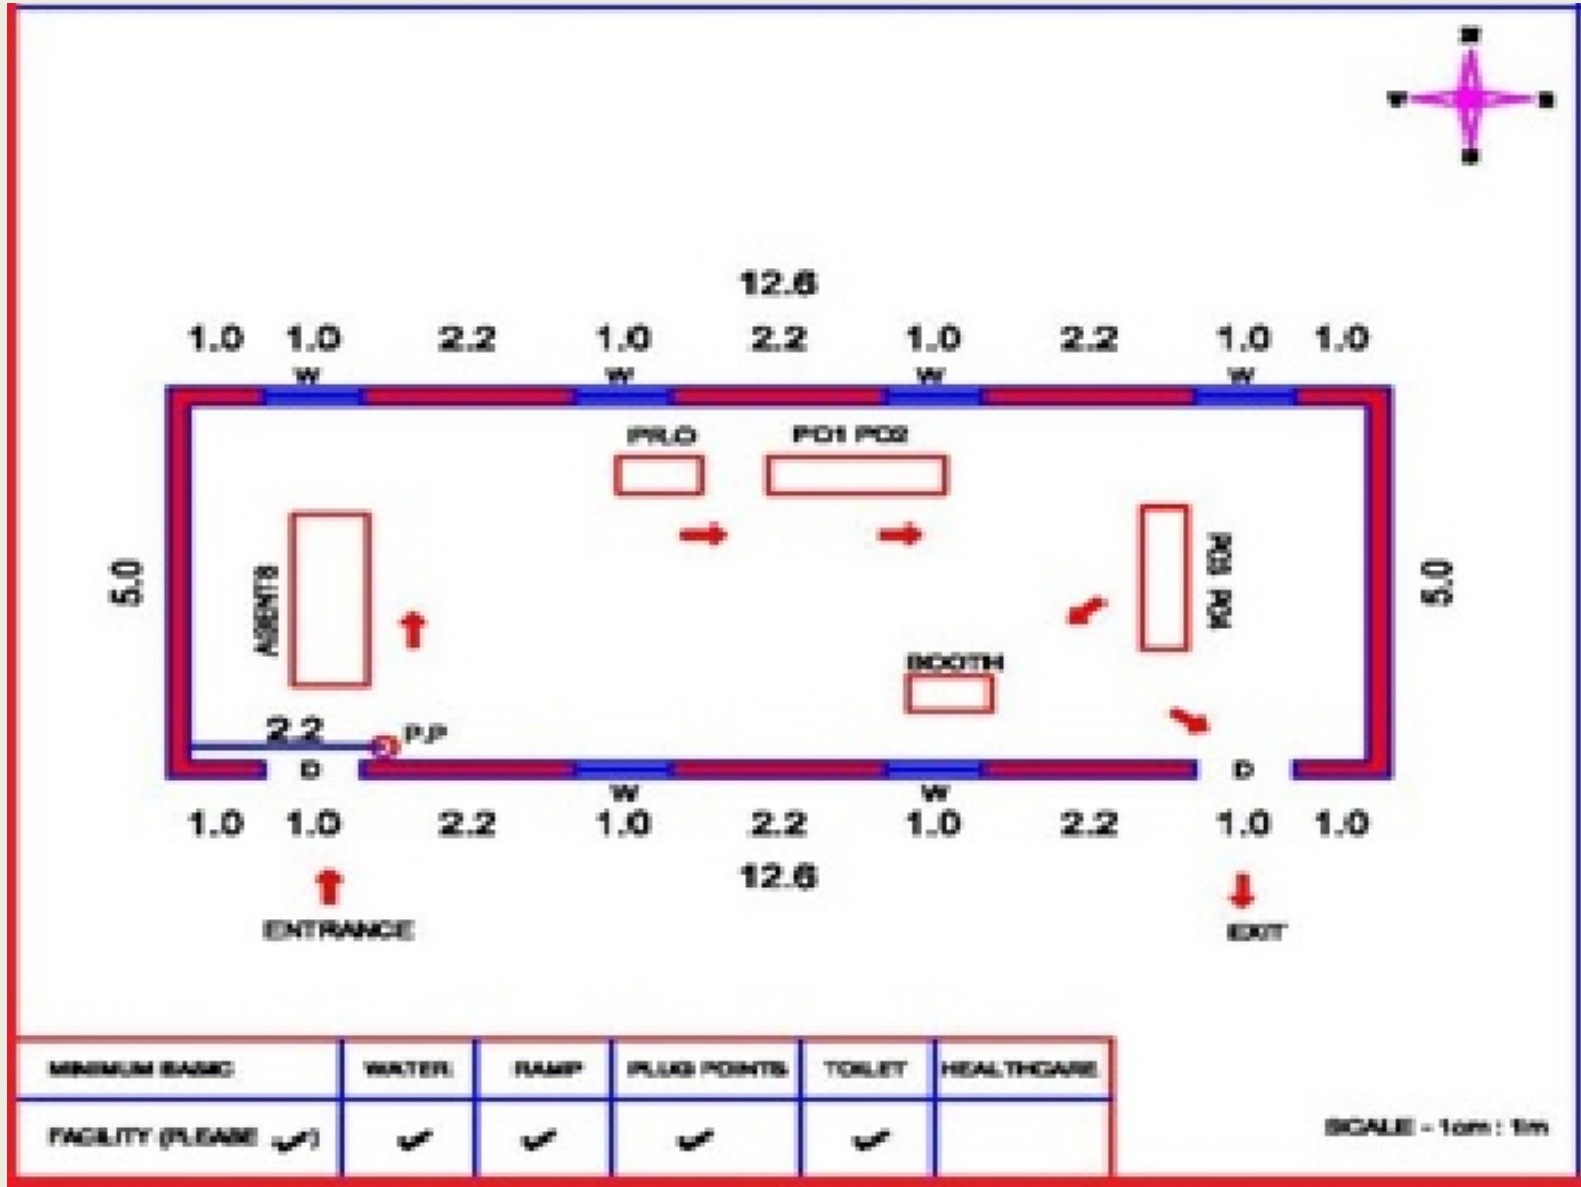 12.6
1.0 1.0 2.2 1.0 2.2 1.0 2.2 1.0 1.0
W W W W
PR.O PO1 PO2
5.0
AGENTS
PO3 PO4
5.0
BOOTH
2.2 P.P
D D
W W
1.0 1.0 2.2 1.0 2.2 1.0 2.2 1.0 1.0
12.6
ENTRANCE EXIT
MINIMUM BASIC WATER RAMP PLUG POINTS TOILET HEALTHCARE
FACILITY (PLEASE ✓) ✓ ✓ ✓ ✓
SCALE - 1cm : 1m